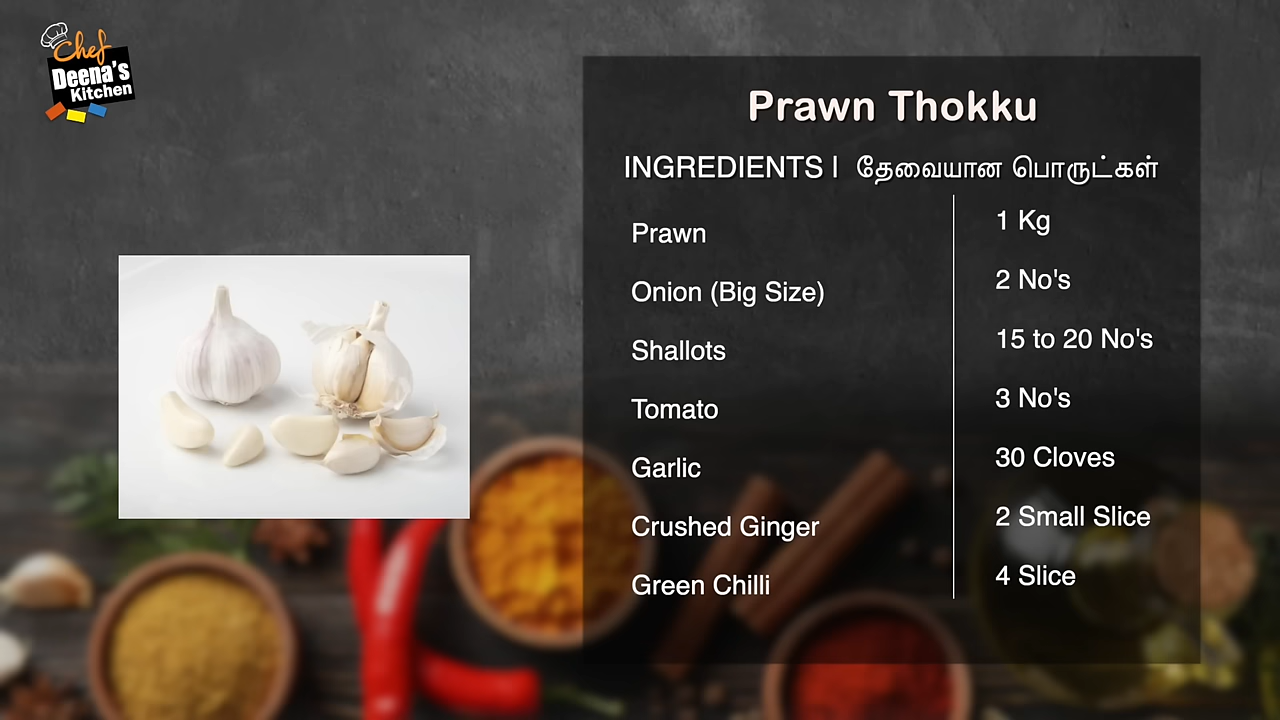 Chef
Deena's
Kitchen
Prawn Thokku
INGREDIENTS | தேவையான பொருட்கள்
Prawn 1 Kg
Onion (Big Size) 2 No's
Shallots 15 to 20 No's
Tomato 3 No's
Garlic 30 Cloves
Crushed Ginger 2 Small Slice
Green Chilli 4 Slice